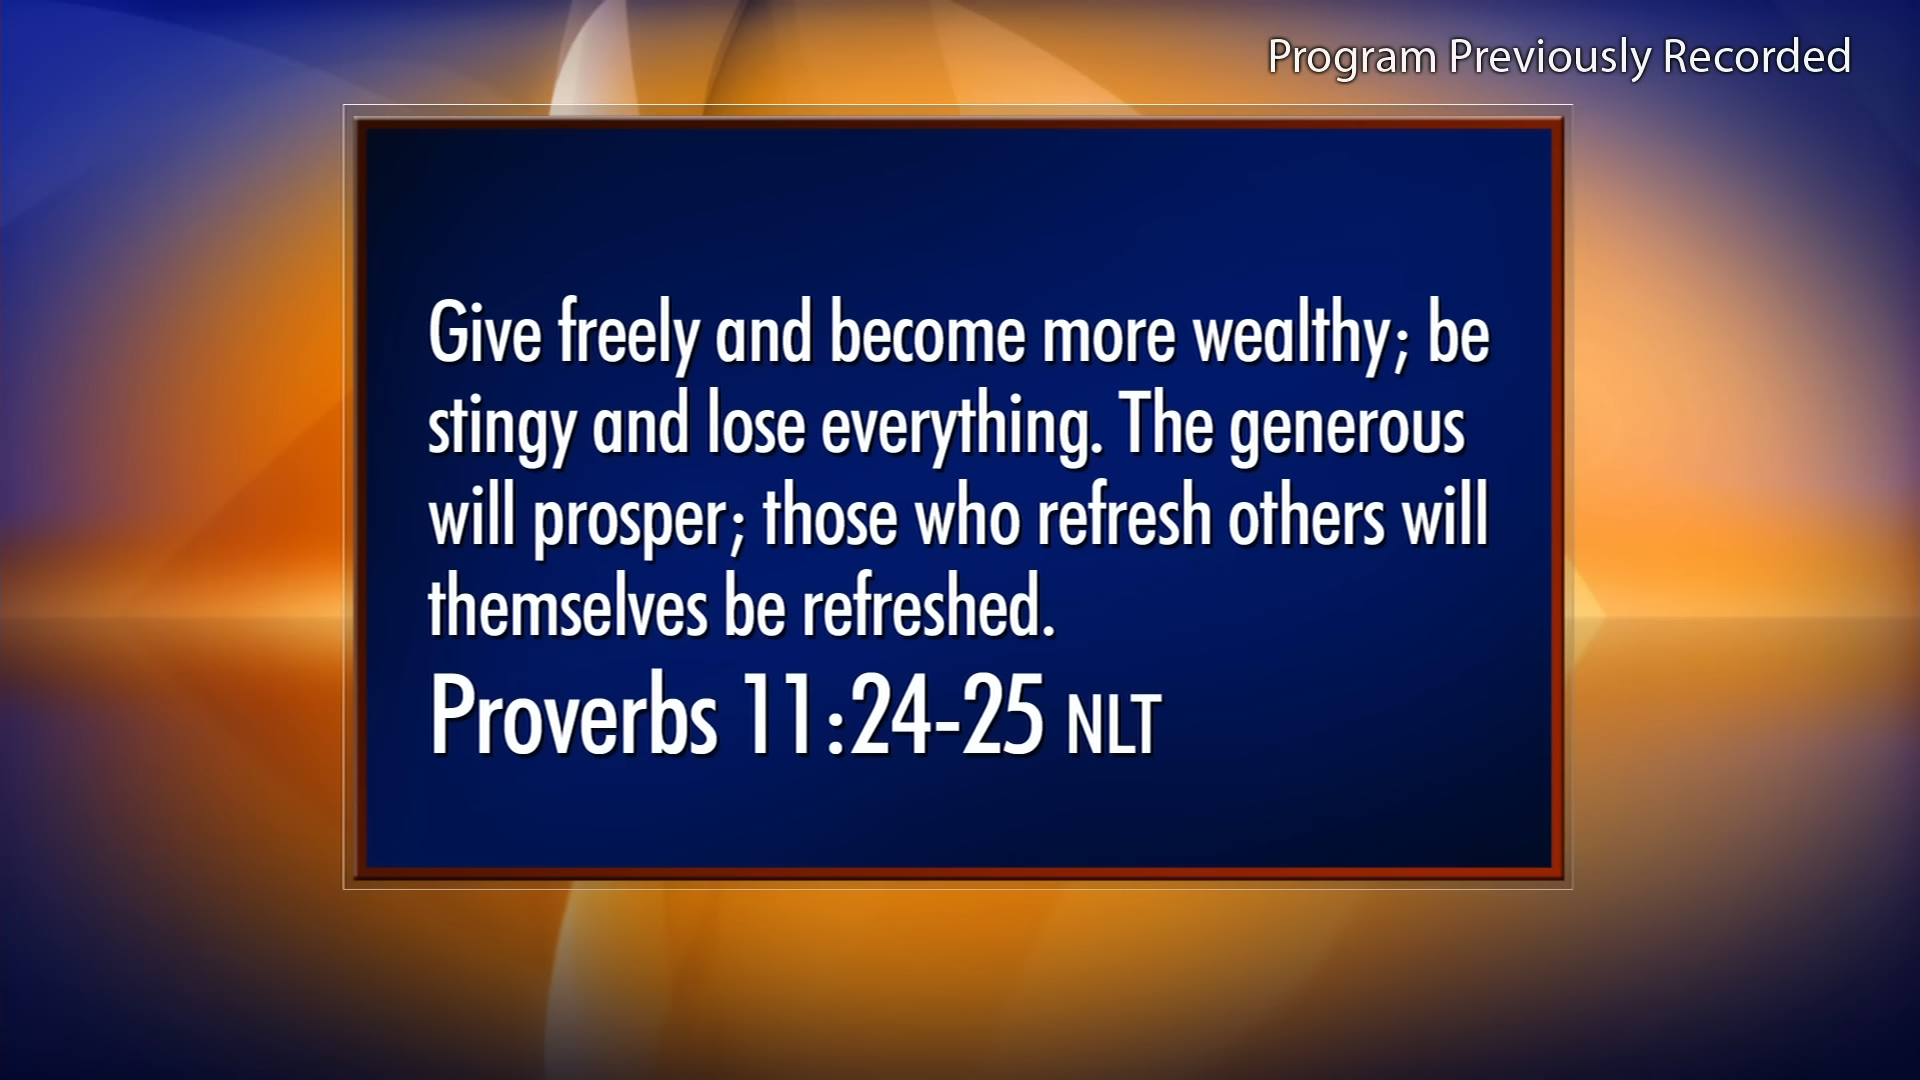 Program Previously Recorded
Give freely and become more wealthy; be
stingy and lose everything. The generous
will prosper; those who refresh others will
themselves be refreshed.
Proverbs 11:24-25 NLT